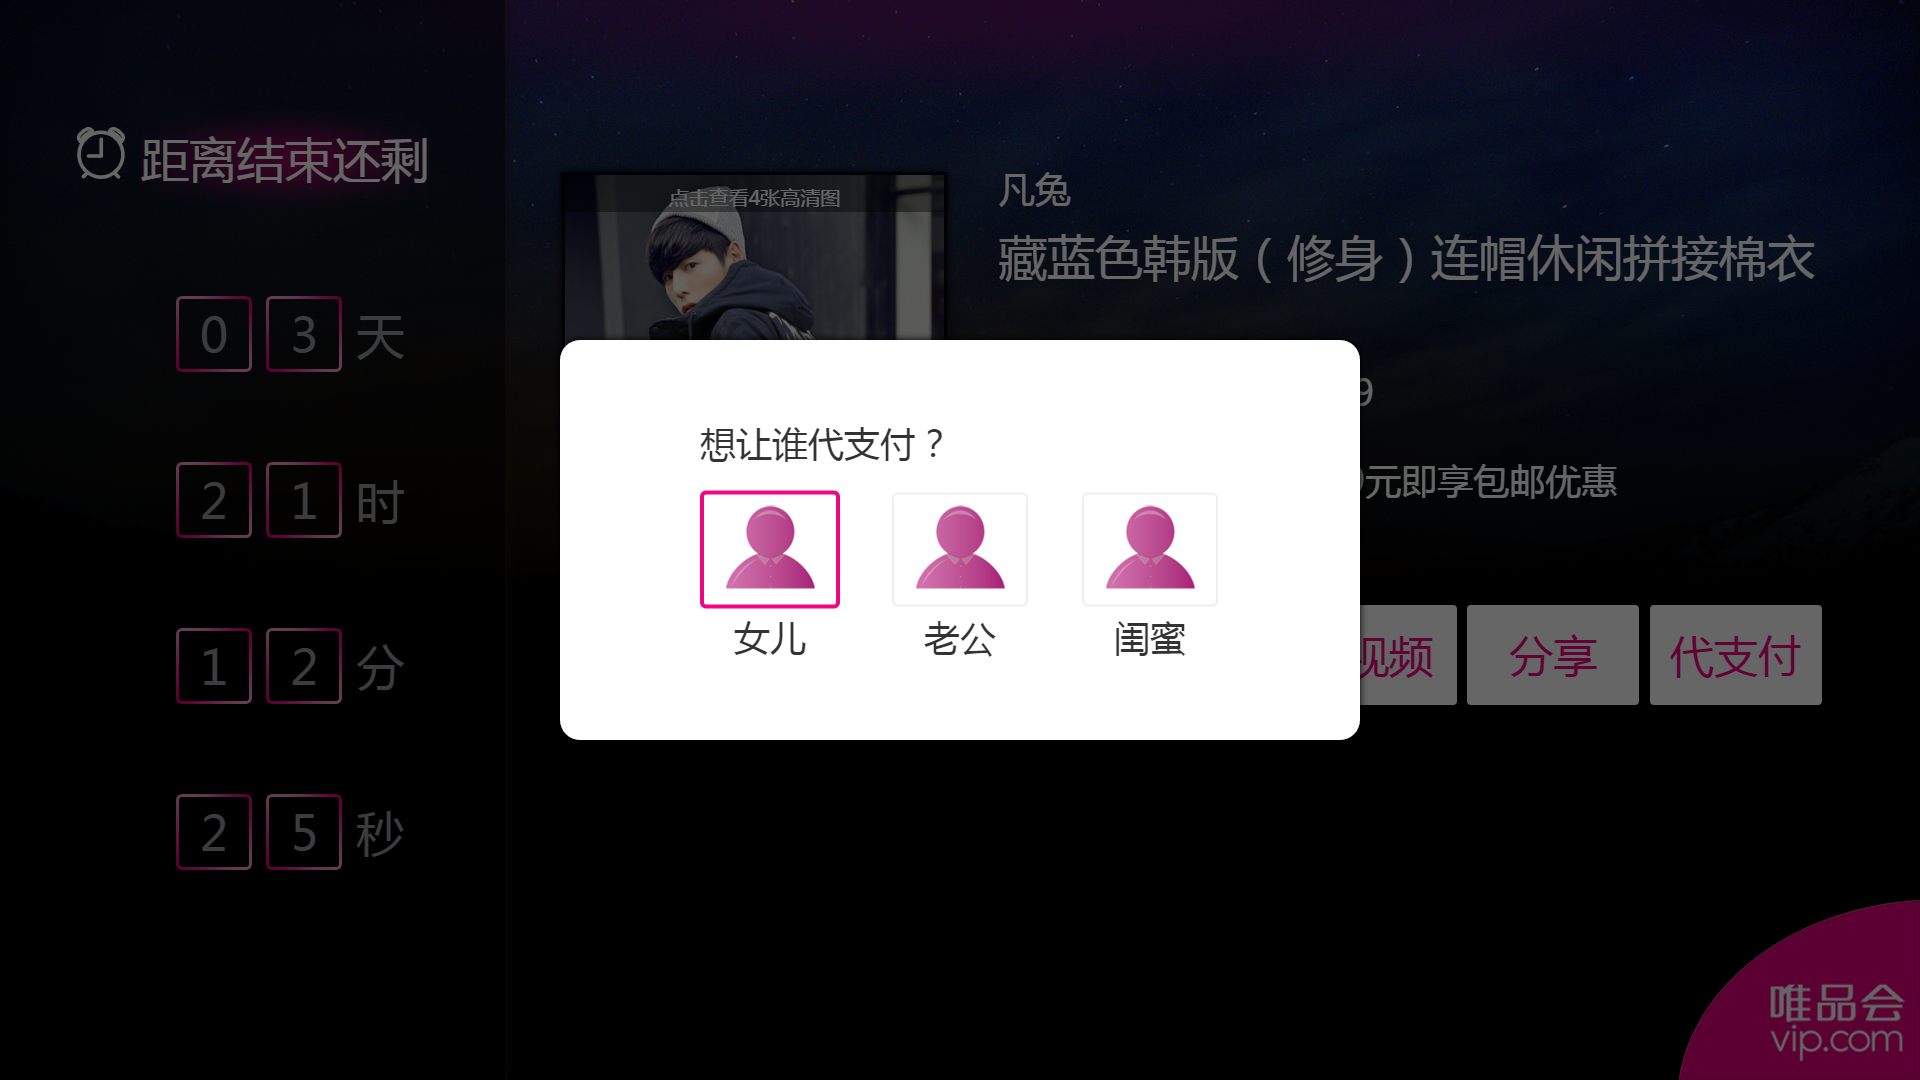 距离结束还剩
0 3 天
2 1 时
1 2 分
2 5 秒
点击查看4张高清图
凡兔
藏蓝色韩版（修身）连帽休闲拼接棉衣
9
元即享包邮优惠
想让谁代支付？
女儿 老公 闺蜜
视频 分享 代支付
唯品会
vip.com